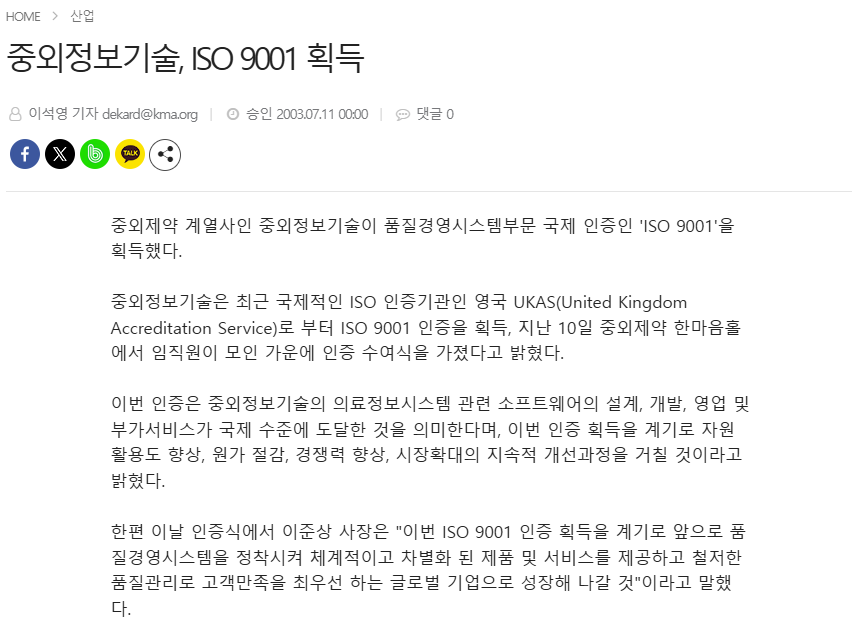 HOME > 산업
중외정보기술, ISO 9001 획득
이석영 기자 dekard@kma.org | 승인 2003.07.11 00:00 | 댓글 0
TALK
중외제약 계열사인 중외정보기술이 품질경영시스템부문 국제 인증인 'ISO 9001'을
획득했다.
중외정보기술은 최근 국제적인 ISO 인증기관인 영국 UKAS(United Kingdom
Accreditation Service)로 부터 ISO 9001 인증을 획득, 지난 10일 중외제약 한마음홀
에서 임직원이 모인 가운에 인증 수여식을 가졌다고 밝혔다.
이번 인증은 중외정보기술의 의료정보시스템 관련 소프트웨어의 설계, 개발, 영업 및
부가서비스가 국제 수준에 도달한 것을 의미한다며, 이번 인증 획득을 계기로 자원
활용도 향상, 원가 절감, 경쟁력 향상, 시장확대의 지속적 개선과정을 거칠 것이라고
밝혔다.
한편 이날 인증식에서 이준상 사장은 "이번 ISO 9001 인증 획득을 계기로 앞으로 품
질경영시스템을 정착시켜 체계적이고 차별화 된 제품 및 서비스를 제공하고 철저한
품질관리로 고객만족을 최우선 하는 글로벌 기업으로 성장해 나갈 것"이라고 말했
다.